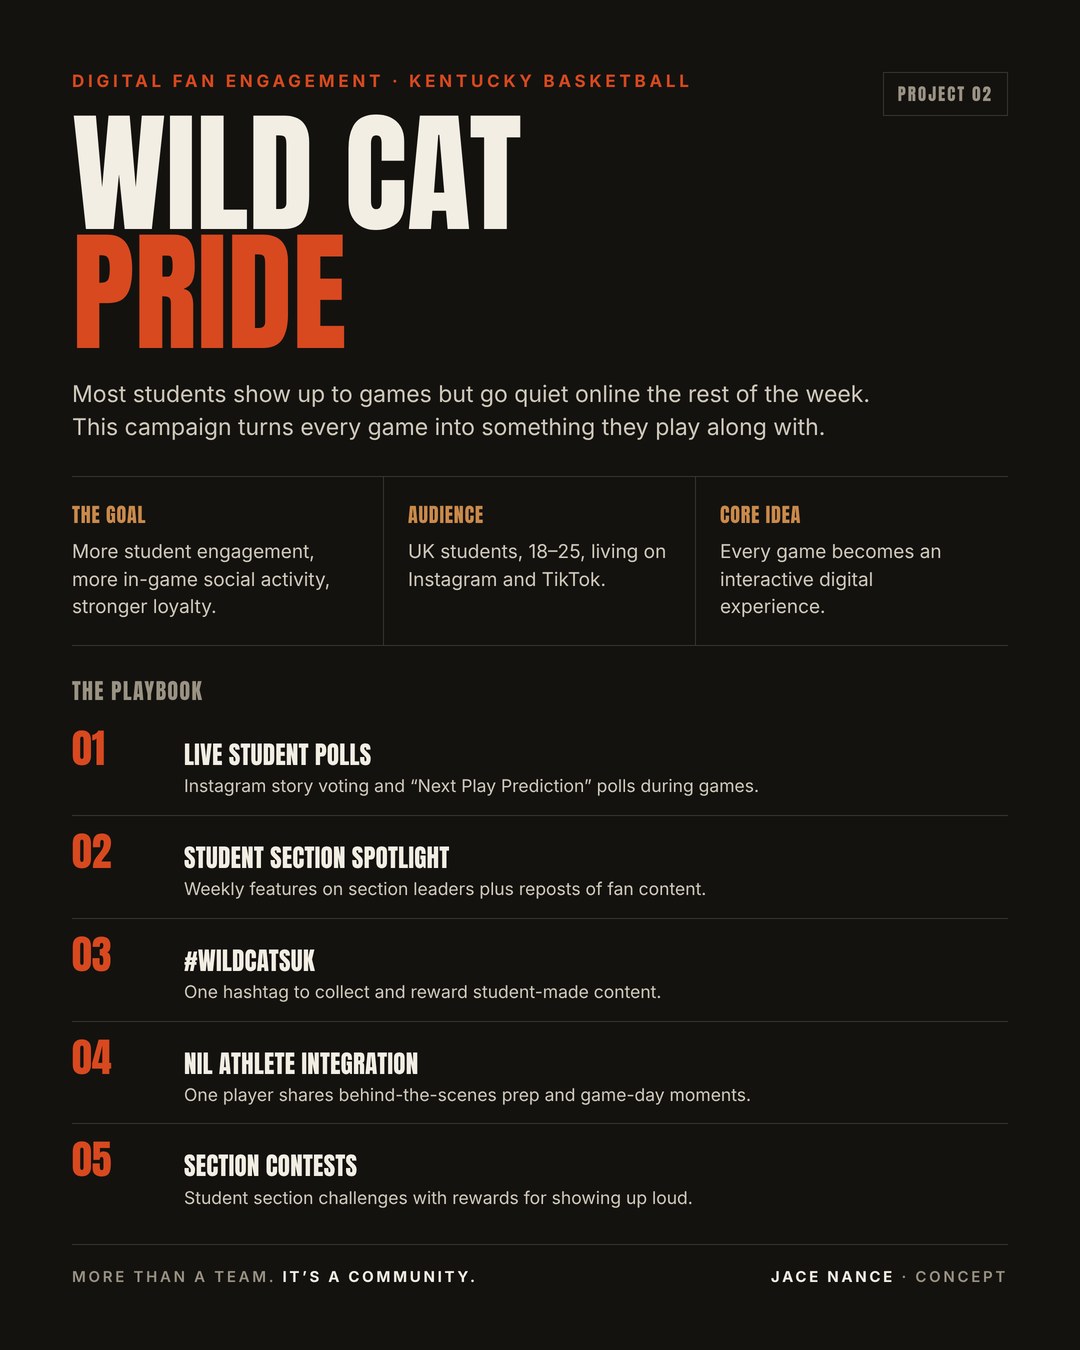 DIGITAL FAN ENGAGEMENT · KENTUCKY BASKETBALL
PROJECT 02
WILD CAT
PRIDE
Most students show up to games but go quiet online the rest of the week.
This campaign turns every game into something they play along with.
THE GOAL
More student engagement,
more in-game social activity,
stronger loyalty.
AUDIENCE
UK students, 18–25, living on
Instagram and TikTok.
CORE IDEA
Every game becomes an
interactive digital
experience.
THE PLAYBOOK
01
LIVE STUDENT POLLS
Instagram story voting and “Next Play Prediction” polls during games.
02
STUDENT SECTION SPOTLIGHT
Weekly features on section leaders plus reposts of fan content.
03
#WILDCATSUK
One hashtag to collect and reward student-made content.
04
NIL ATHLETE INTEGRATION
One player shares behind-the-scenes prep and game-day moments.
05
SECTION CONTESTS
Student section challenges with rewards for showing up loud.
MORE THAN A TEAM. IT’S A COMMUNITY.
JACE NANCE · CONCEPT